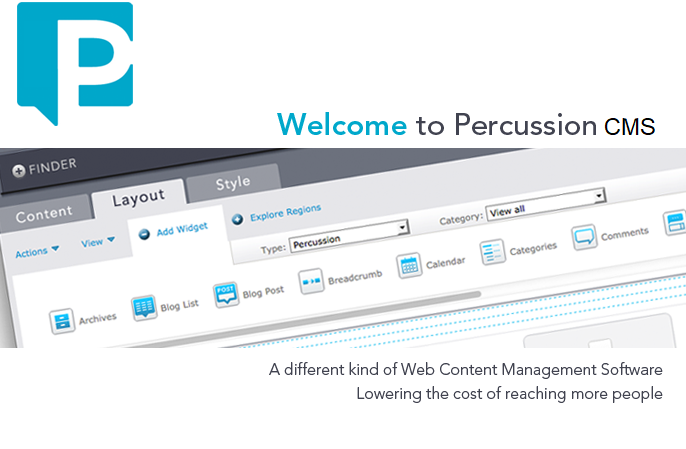 P
Welcome to Percussion CMS
FINDER
Content Layout Style
Actions View Add Widget Explore Regions
Type: Percussion Category: View all
Archives Blog List POST Blog Post Breadcrumb Calendar Categories Comments
A different kind of Web Content Management Software
Lowering the cost of reaching more people